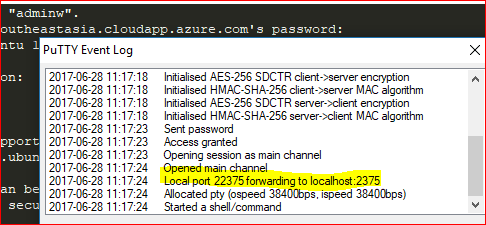 "adminw".
outheastasia.cloudapp.azure.com's password:
ntu l
PuTTY Event Log
on:
2017-06-28 11:17:18 Initialised AES-256 SDCTR client->server encryption
2017-06-28 11:17:18 Initialised HMAC-SHA-256 client->server MAC algorithm
2017-06-28 11:17:18 Initialised AES-256 SDCTR server->client encryption
2017-06-28 11:17:18 Initialised HMAC-SHA-256 server->client MAC algorithm
2017-06-28 11:17:23 Sent password
2017-06-28 11:17:23 Access granted
2017-06-28 11:17:23 Opening session as main channel
2017-06-28 11:17:24 Opened main channel
2017-06-28 11:17:24 Local port 22375 forwarding to localhost:2375
2017-06-28 11:17:24 Allocated pty (ospeed 38400bps, ispeed 38400bps)
2017-06-28 11:17:24 Started a shell/command
pport
.ubun
an be
secu